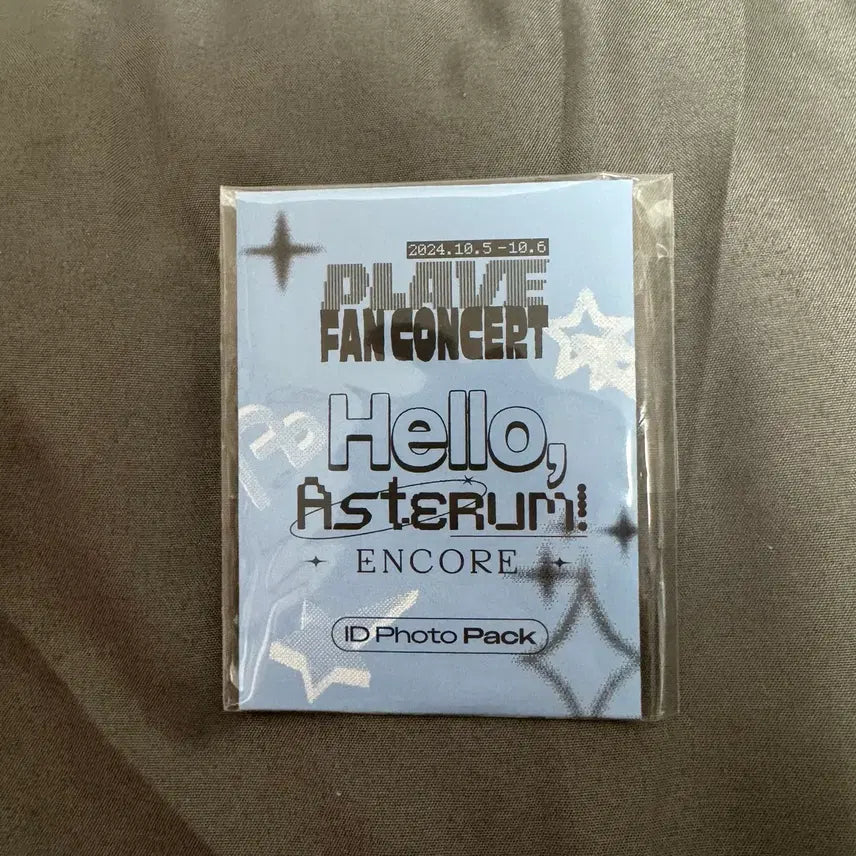 2024.10.5 -10.6
PLAVE
FAN CONCERT
Hello,
Asterum!
ENCORE
ID Photo Pack